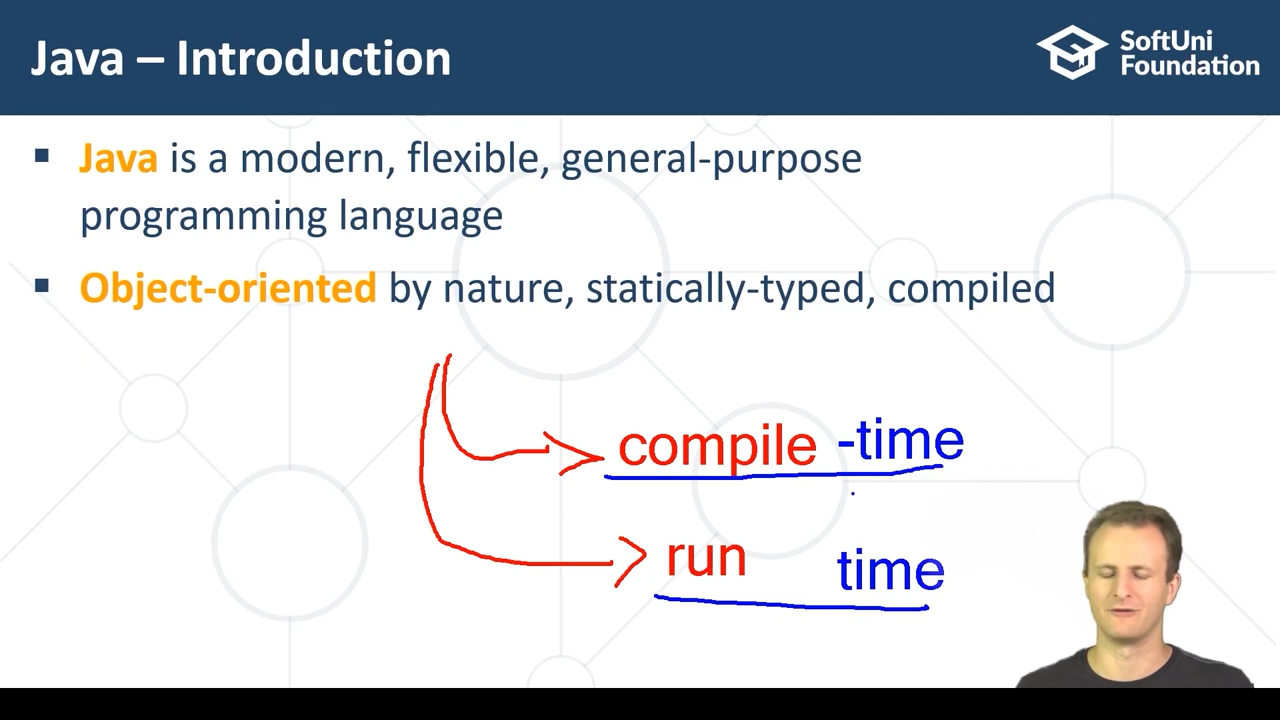 Java – Introduction
SoftUni
Foundation
▪ Java is a modern, flexible, general-purpose
programming language
▪ Object-oriented by nature, statically-typed, compiled
compile -time
run time